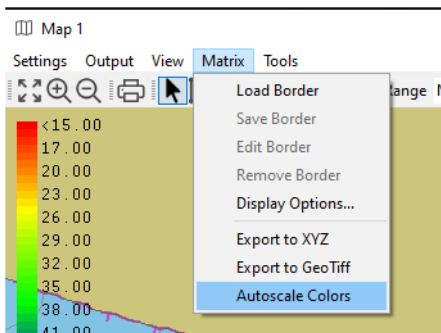 Map 1
Settings Output View Matrix Tools
Load Border
Save Border
Edit Border
Remove Border
Display Options...
Export to XYZ
Export to GeoTiff
Autoscale Colors
<15.00
17.00
20.00
23.00
26.00
29.00
32.00
35.00
38.00
41.00